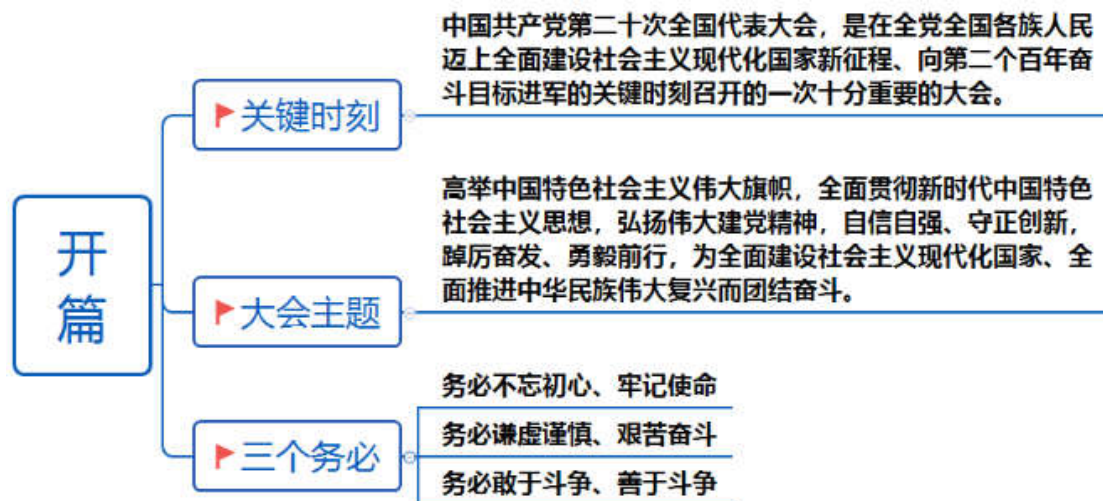 开
篇
关键时刻
中国共产党第二十次全国代表大会，是在全党全国各族人民
迈上全面建设社会主义现代化国家新征程、向第二个百年奋
斗目标进军的关键时刻召开的一次十分重要的大会。
大会主题
高举中国特色社会主义伟大旗帜，全面贯彻新时代中国特色
社会主义思想，弘扬伟大建党精神，自信自强、守正创新，
踔厉奋发、勇毅前行，为全面建设社会主义现代化国家、全
面推进中华民族伟大复兴而团结奋斗。
三个务必
务必不忘初心、牢记使命
务必谦虚谨慎、艰苦奋斗
务必敢于斗争、善于斗争